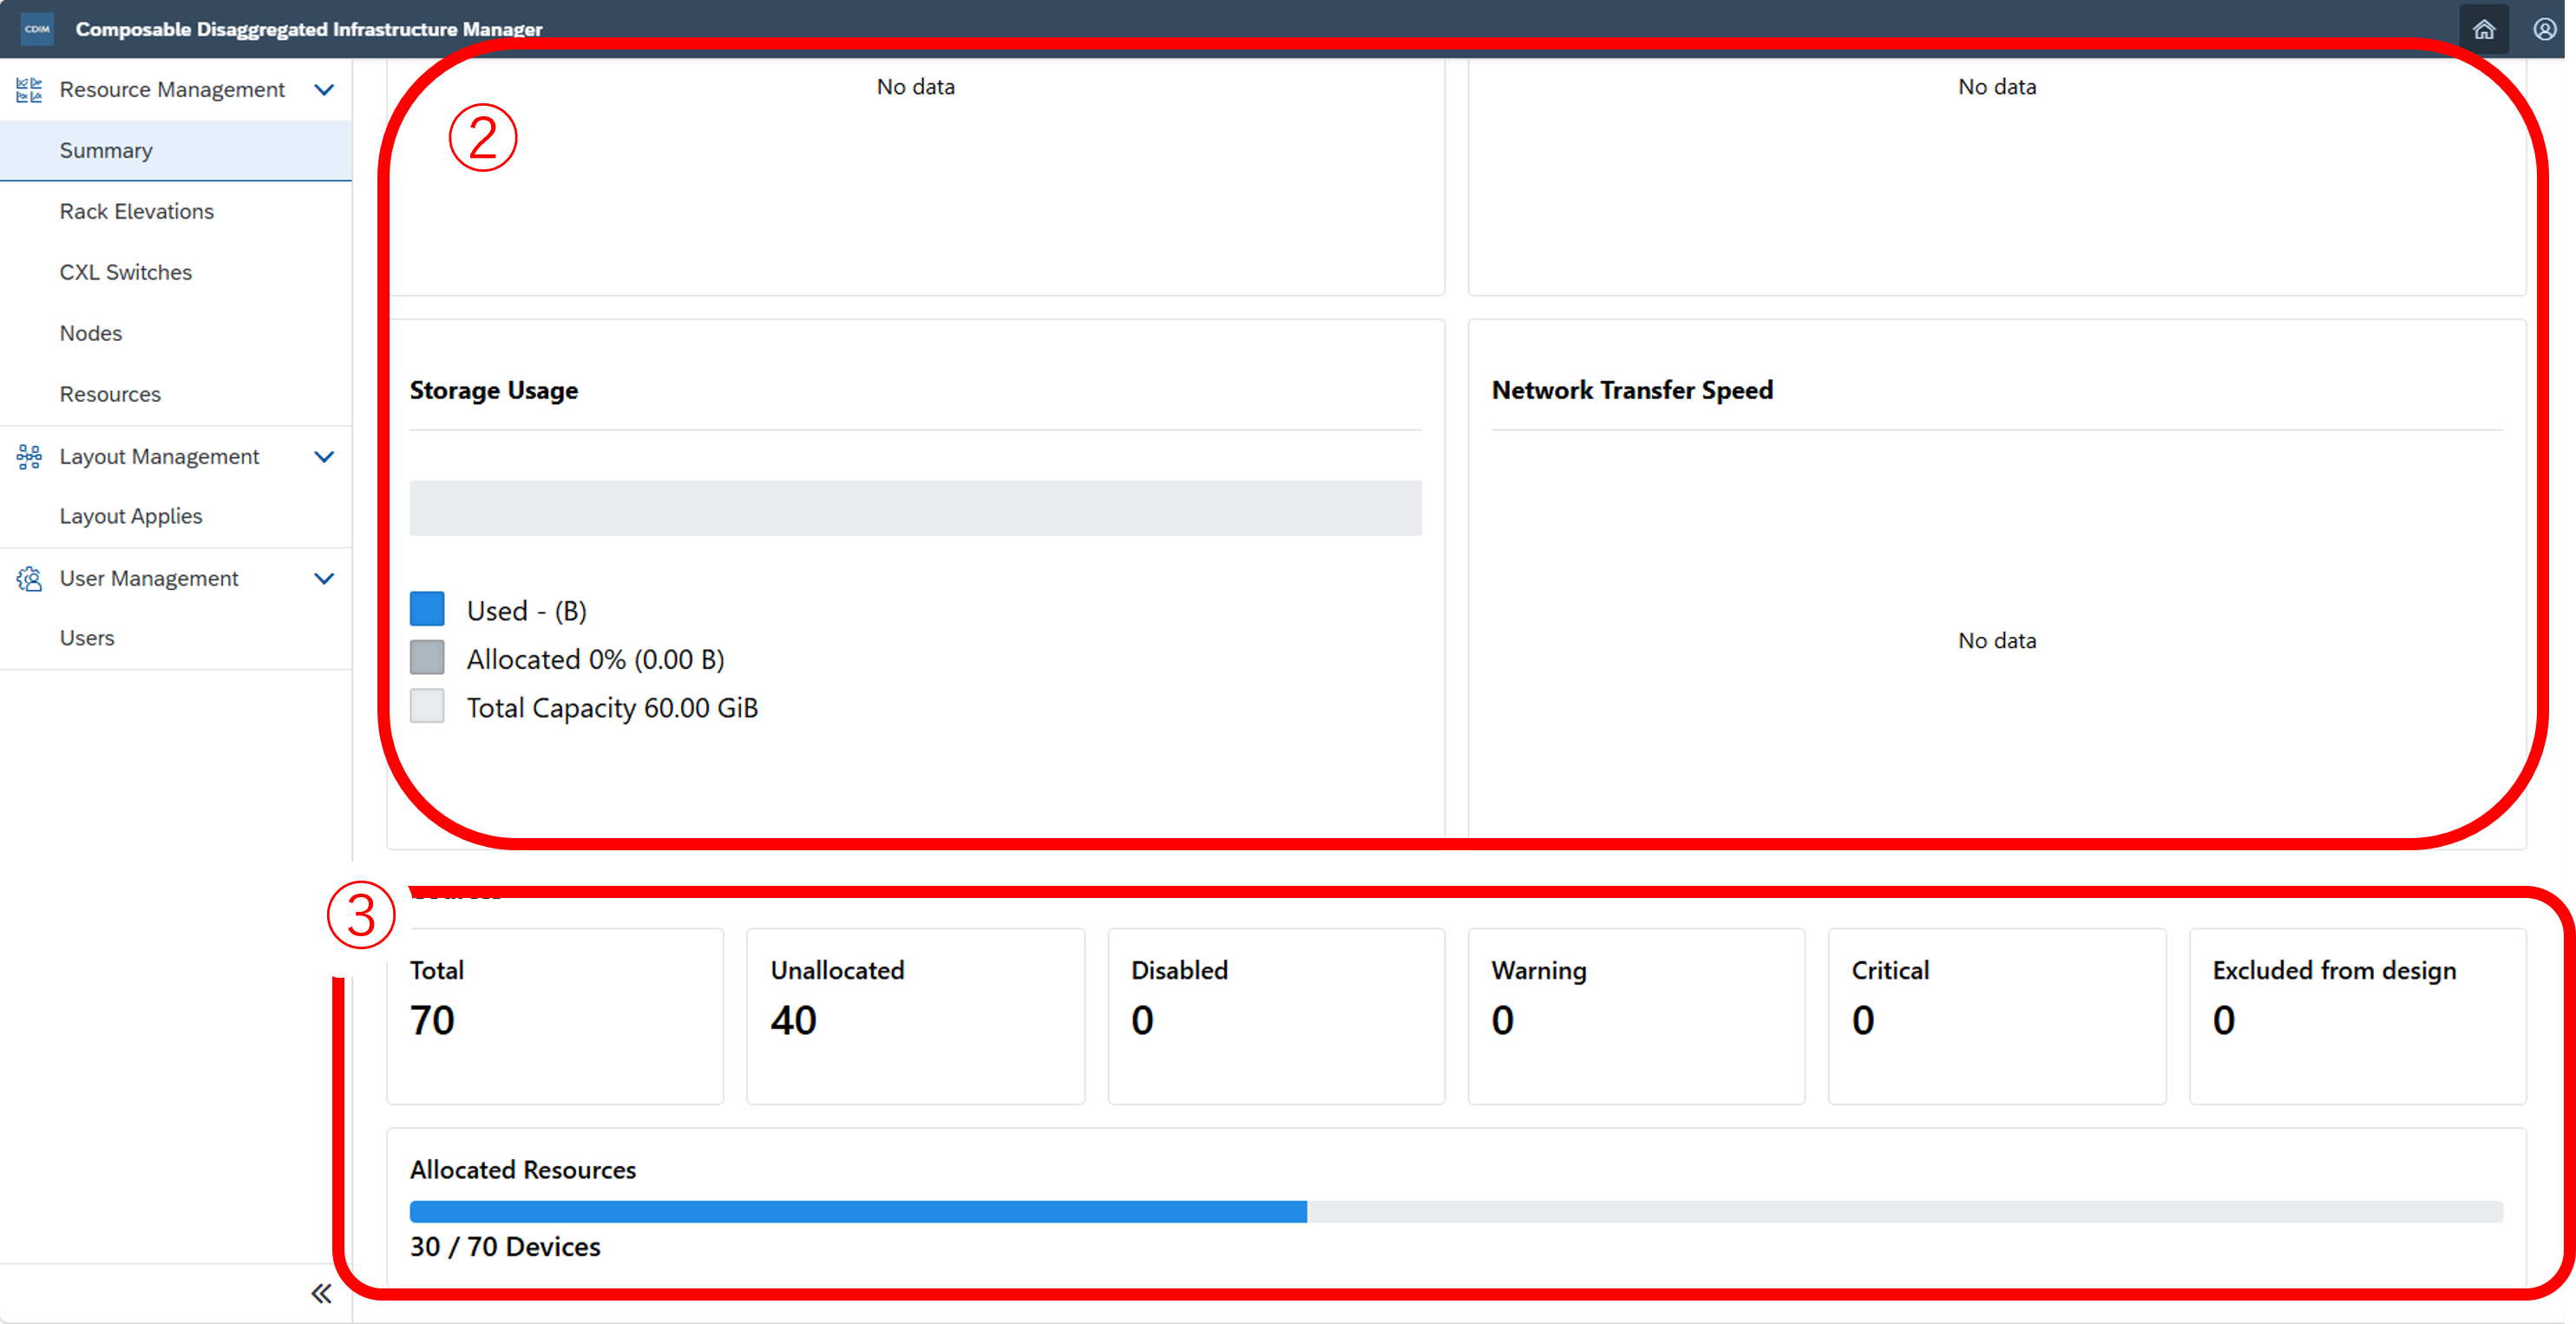 CDIM
Composable Disaggregated Infrastructure Manager
Resource Management
Summary
Rack Elevations
CXL Switches
Nodes
Resources
Layout Management
Layout Applies
User Management
Users
No data
No data
②
Storage Usage
Used - (B)
Allocated 0% (0.00 B)
Total Capacity 60.00 GiB
Network Transfer Speed
No data
③
Total
70
Unallocated
40
Disabled
0
Warning
0
Critical
0
Excluded from design
0
Allocated Resources
30 / 70 Devices